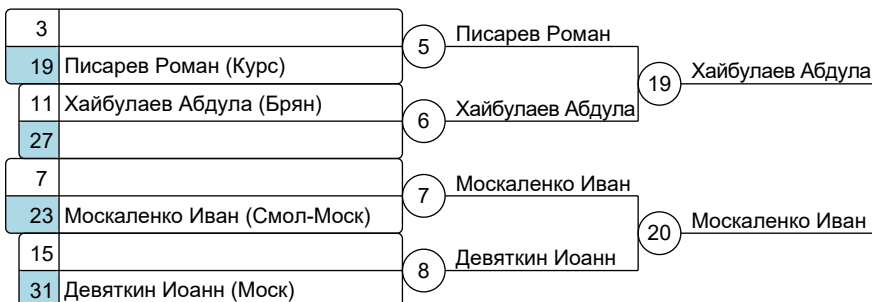 3
5
Писарев Роман
19 Писарев Роман (Курс)
19
Хайбулаев Абдула
11 Хайбулаев Абдула (Брян)
6
Хайбулаев Абдула
27
7
7
Москаленко Иван
23 Москаленко Иван (Смол-Моск)
20
Москаленко Иван
15
8
Девяткин Иоанн
31 Девяткин Иоанн (Моск)